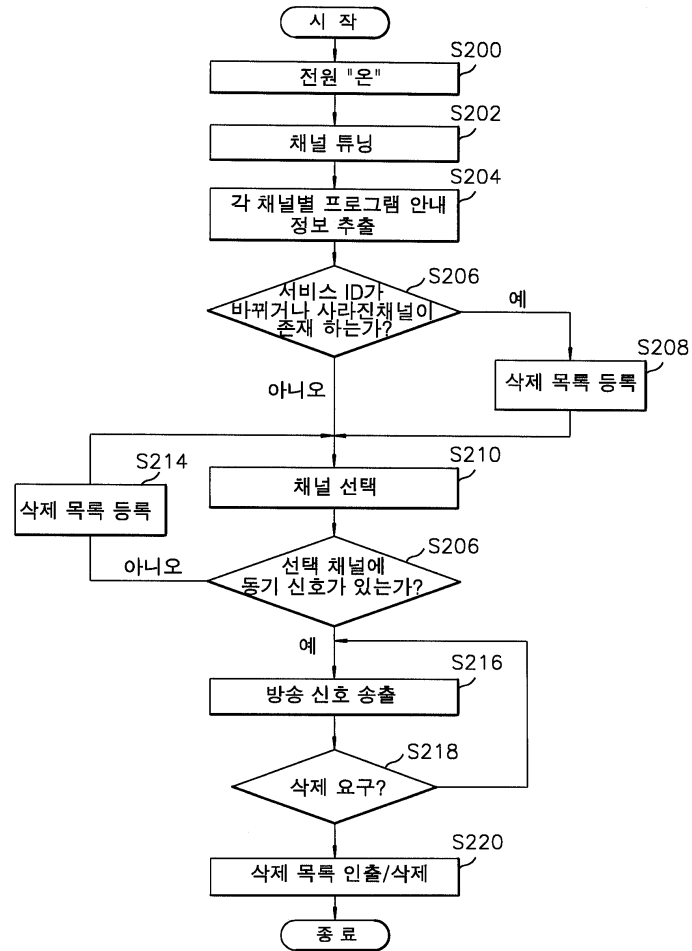 시 작
S200
전원 "온"
S202
채널 튜닝
S204
각 채널별 프로그램 안내
정보 추출
S206
서비스 ID가
바뀌거나 사라진채널이
존재 하는가?
예
S208
삭제 목록 등록
아니오
S214
삭제 목록 등록
S210
채널 선택
S206
선택 채널에
동기 신호가 있는가?
아니오
예
S216
방송 신호 송출
S218
삭제 요구?
S220
삭제 목록 인출/삭제
종 료